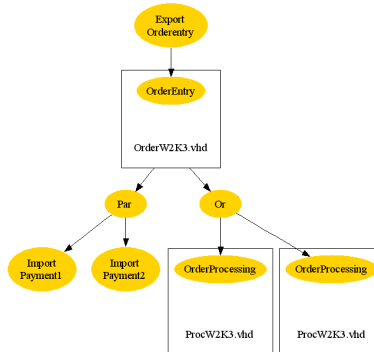 Export
Orderentry
OrderEntry
OrderW2K3.vhd
Par
Or
Import
Payment1
Import
Payment2
OrderProcessing
OrderProcessing
ProcW2K3.vhd
ProcW2K3.vhd